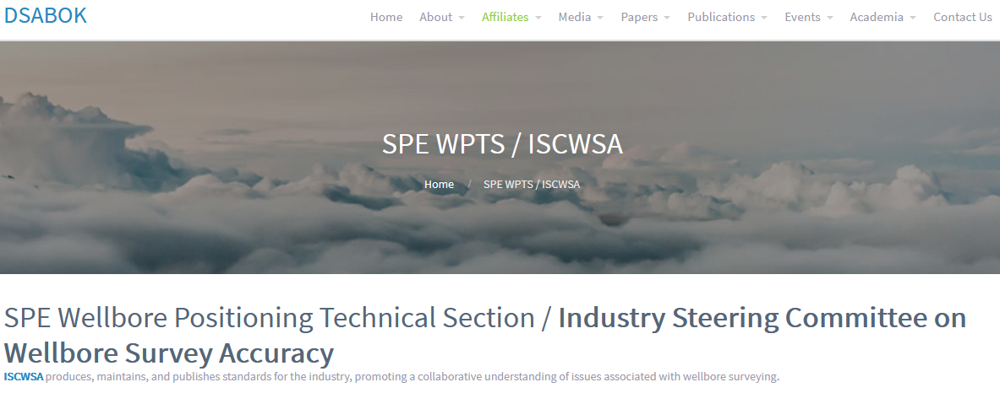 DSABOK
Home About Affiliates Media Papers Publications Events Academia Contact Us
SPE WPTS / ISCWSA
Home / SPE WPTS / ISCWSA
SPE Wellbore Positioning Technical Section / Industry Steering Committee on
Wellbore Survey Accuracy
ISCWSA produces, maintains, and publishes standards for the industry, promoting a collaborative understanding of issues associated with wellbore surveying.